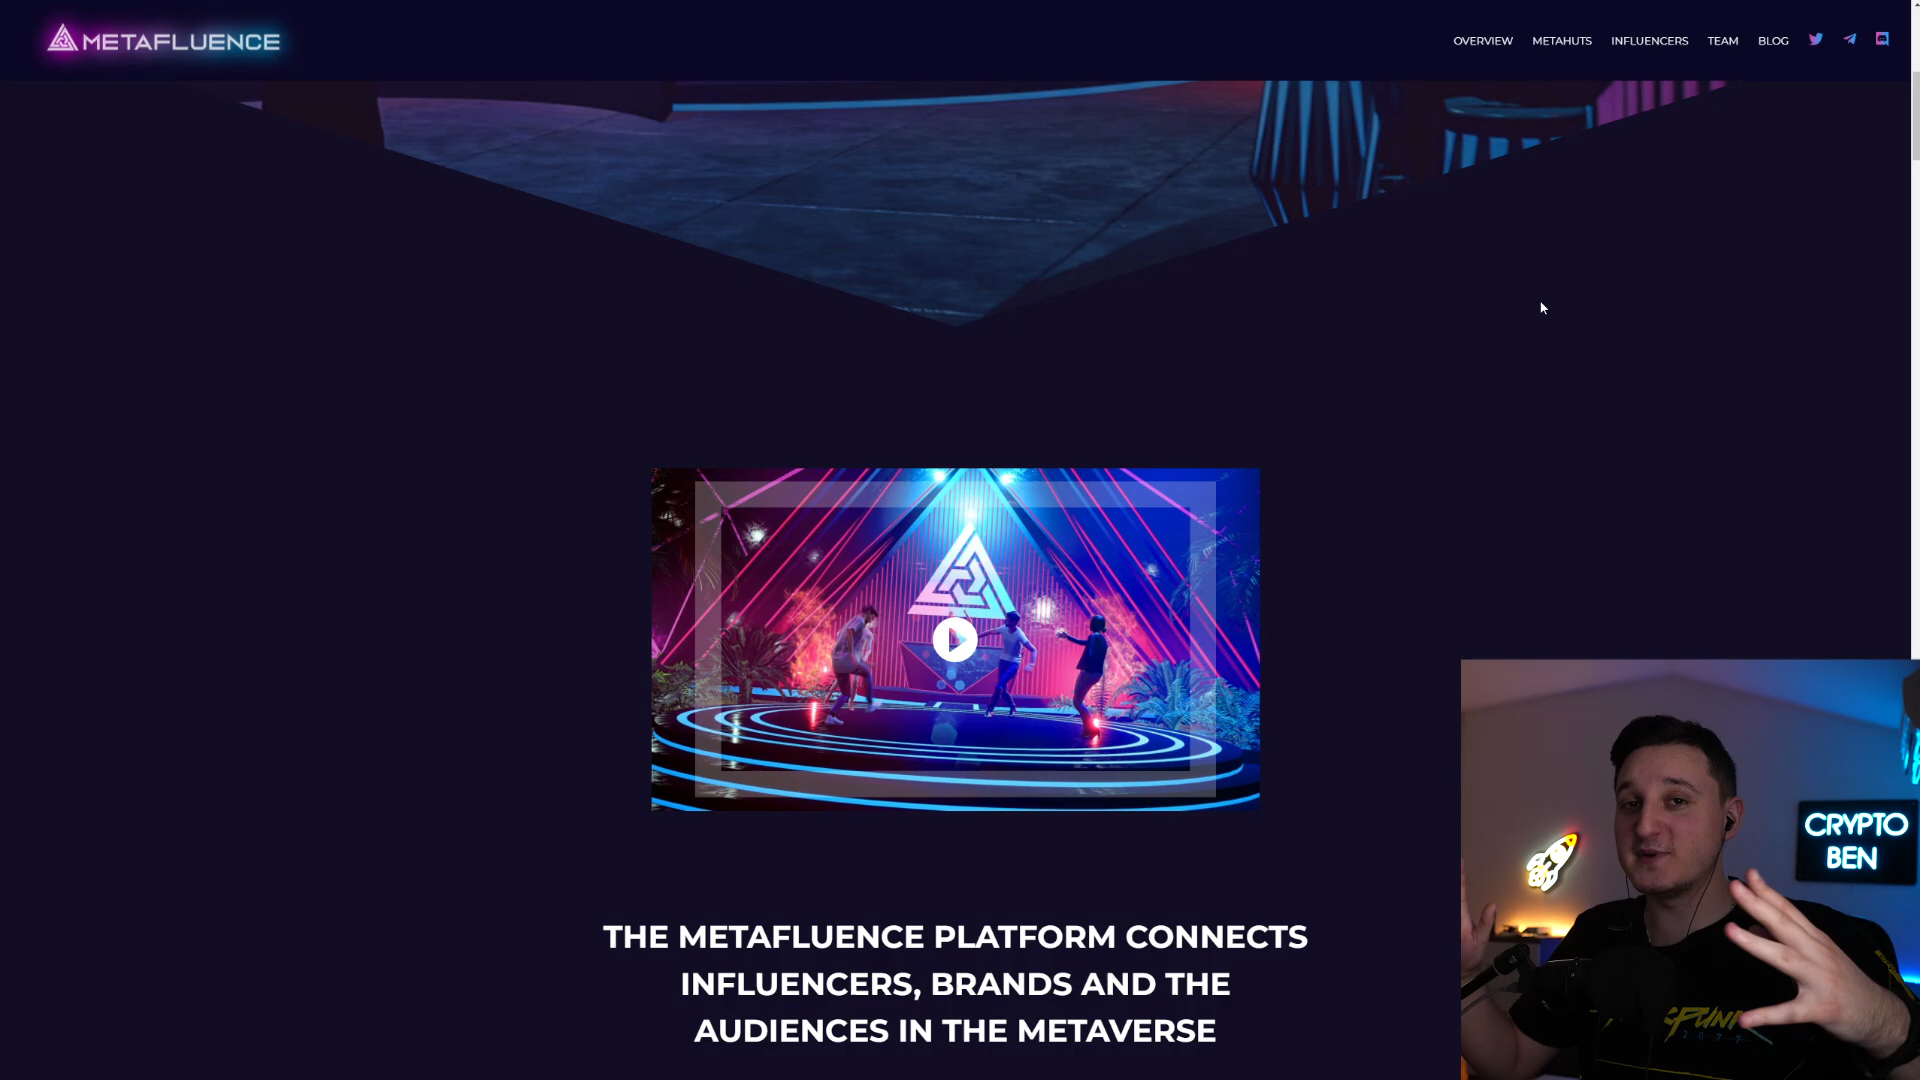 METAFLUENCE
OVERVIEW METAHUTS INFLUENCERS TEAM BLOG
THE METAFLUENCE PLATFORM CONNECTS
INFLUENCERS, BRANDS AND THE
AUDIENCES IN THE METAVERSE
CRYPTO
BEN
2077